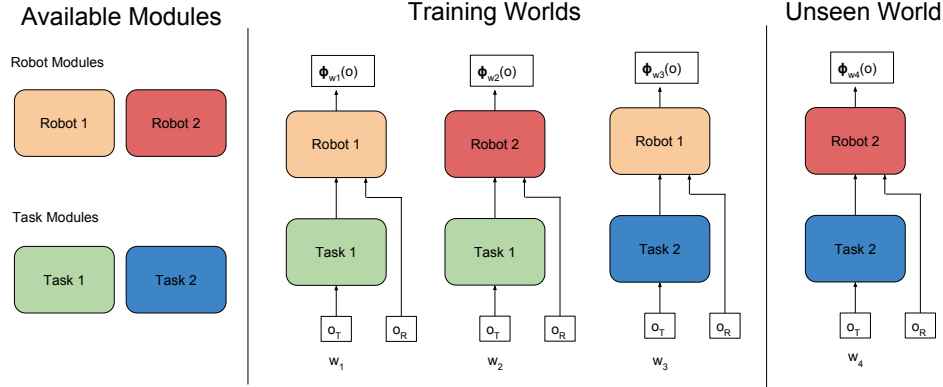 Available Modules
Training Worlds
Unseen World
Robot Modules
Robot 1
Robot 2
Task Modules
Task 1
Task 2
ϕw1(o)
Robot 1
Task 1
oT
oR
w1
ϕw2(o)
Robot 2
Task 1
oT
oR
w2
ϕw3(o)
Robot 1
Task 2
oT
oR
w3
ϕw4(o)
Robot 2
Task 2
oT
oR
w4